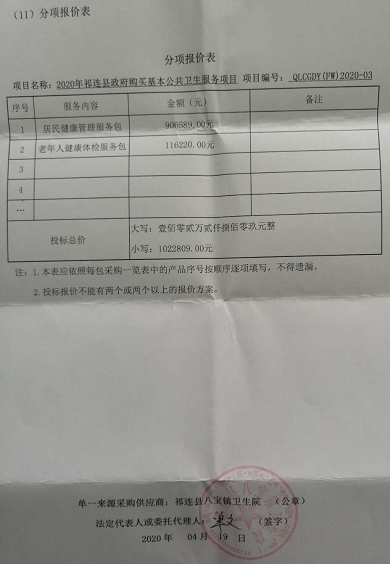 （11）分项报价表
分项报价表
项目名称：2020年祁连县政府购买基本公共卫生服务项目 项目编号：QLCGDY(FW)2020-03
序号 服务内容 金额（元） 备注
1 居民健康管理服务包 906589.00元
2 老年人健康体检服务包 116220.00元
3
4
…
投标总价 大写：壹佰零贰万贰仟捌佰零玖元整
小写：1022809.00元
注：1.本表应依照每包采购一览表中的产品序号按顺序逐项填写，不得遗漏。
2.投标报价不能有两个或两个以上的报价方案。
单一来源采购供应商：祁连县八宝镇卫生院 （公章）
法定代表人或委托代理人： （签字）
2020年 04月 19日